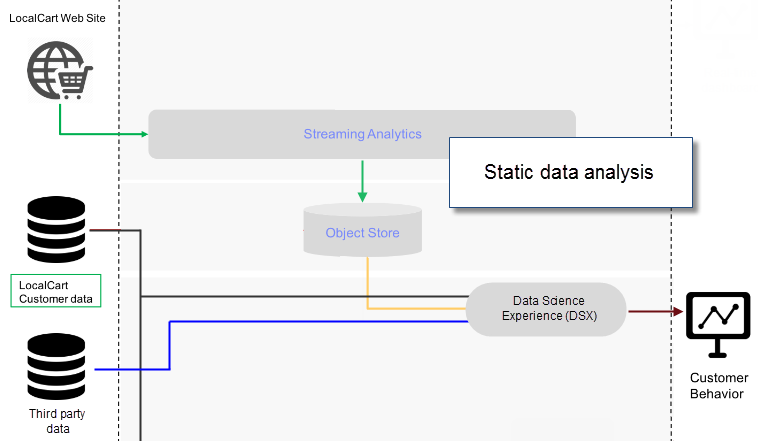 LocalCart Web Site
Streaming Analytics
Static data analysis
Object Store
LocalCart
Customer data
Data Science
Experience (DSX)
Customer
Behavior
Third party
data